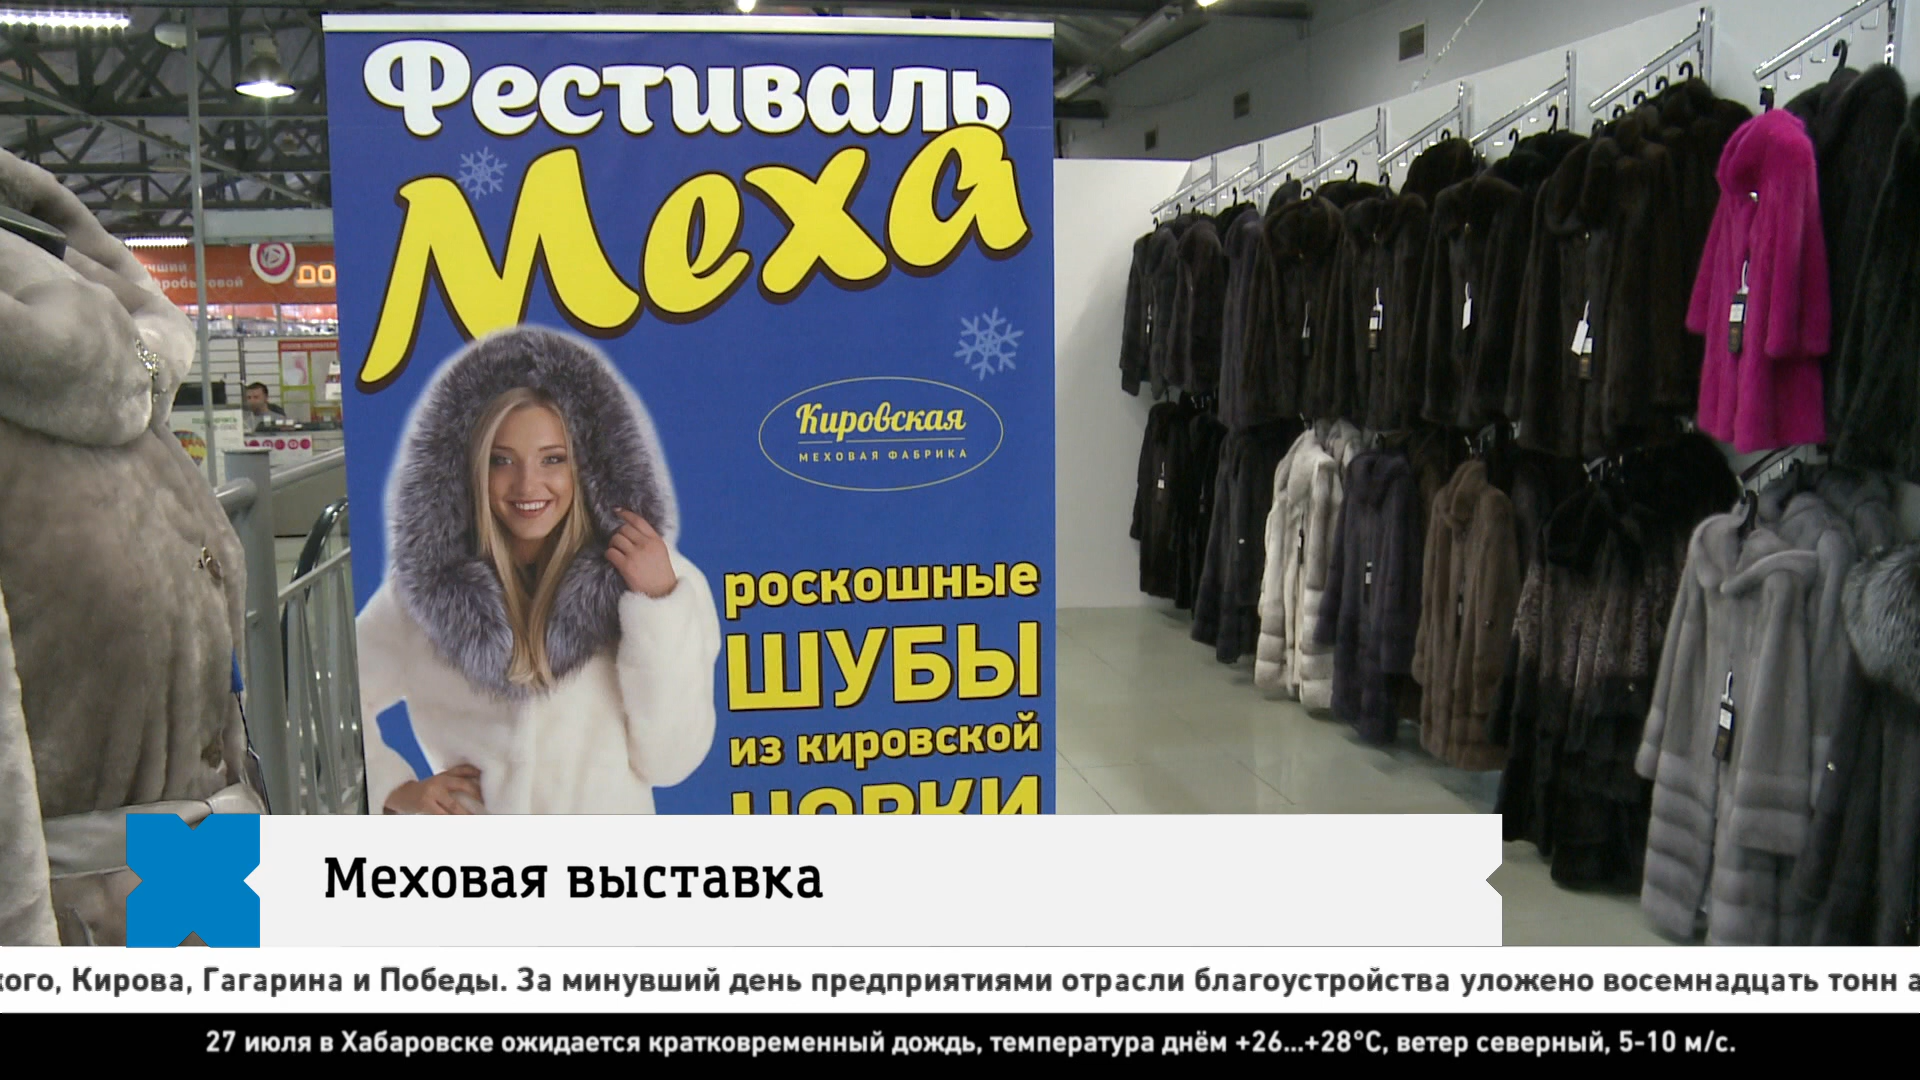 Фестиваль
Меха
Кировская
МЕХОВАЯ ФАБРИКА
роскошные
ШУБЫ
из кировской
НОРКИ
Меховая выставка
кого, Кирова, Гагарина и Победы. За минувший день предприятиями отрасли благоустройства уложено восемнадцать тонн а
27 июля в Хабаровске ожидается кратковременный дождь, температура днём +26...+28°C, ветер северный, 5-10 м/с.